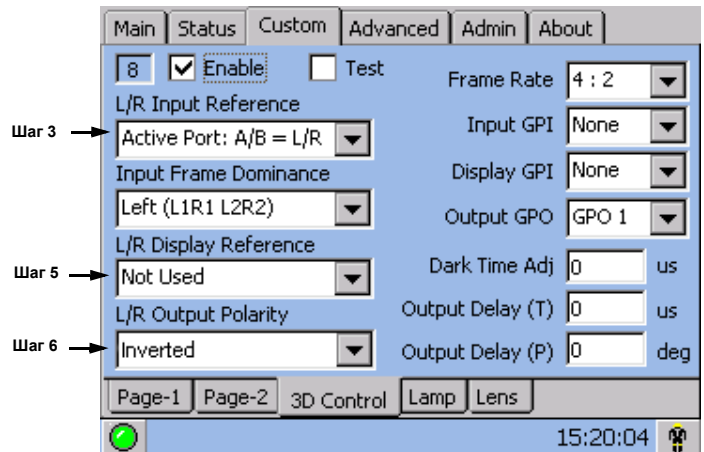 Main Status Custom Advanced Admin About
8 Enable Test
L/R Input Reference
Шаг 3
Active Port: A/B = L/R
Input Frame Dominance
Left (L1R1 L2R2)
L/R Display Reference
Шаг 5
Not Used
L/R Output Polarity
Шаг 6
Inverted
Frame Rate 4 : 2
Input GPI None
Display GPI None
Output GPO GPO 1
Dark Time Adj 0 us
Output Delay (T) 0 us
Output Delay (P) 0 deg
Page-1 Page-2 3D Control Lamp Lens
15:20:04